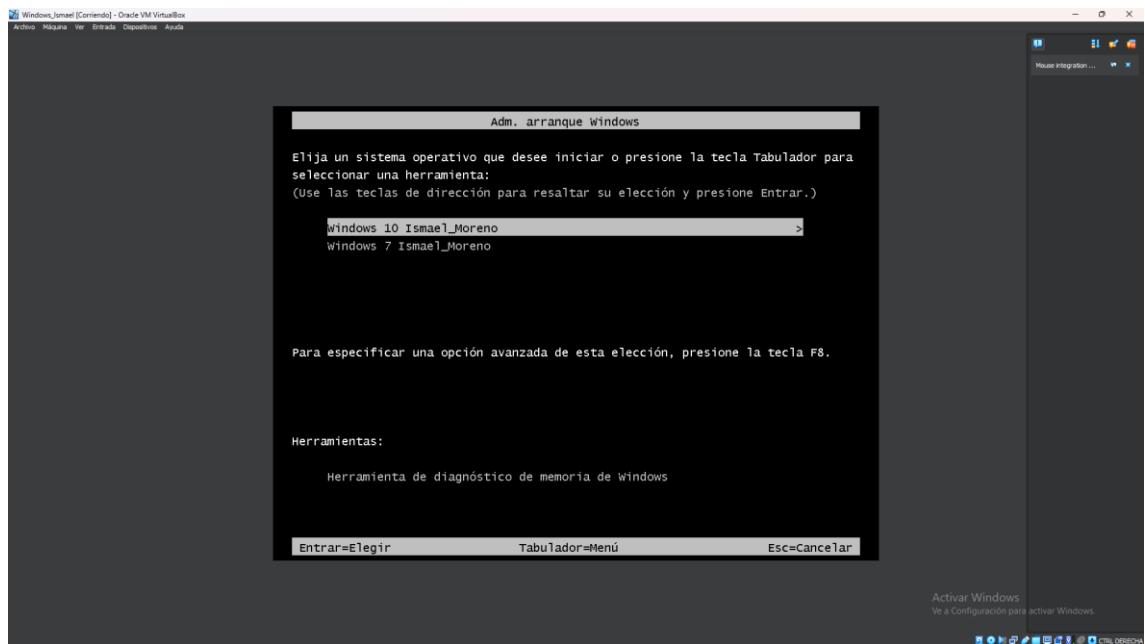 Windows_Ismael [Corriendo] - Oracle VM VirtualBox
Archivo Máquina Ver Entrada Dispositivos Ayuda
Mouse integration ...
Adm. arranque Windows
Elija un sistema operativo que desee iniciar o presione la tecla Tabulador para
seleccionar una herramienta:
(Use las teclas de dirección para resaltar su elección y presione Entrar.)
Windows 10 Ismael_Moreno >
Windows 7 Ismael_Moreno
Para especificar una opción avanzada de esta elección, presione la tecla F8.
Herramientas:
Herramienta de diagnóstico de memoria de Windows
Entrar=Elegir Tabulador=Menú Esc=Cancelar
Activar Windows
Ve a Configuración para activar Windows.
CTRL DERECHA